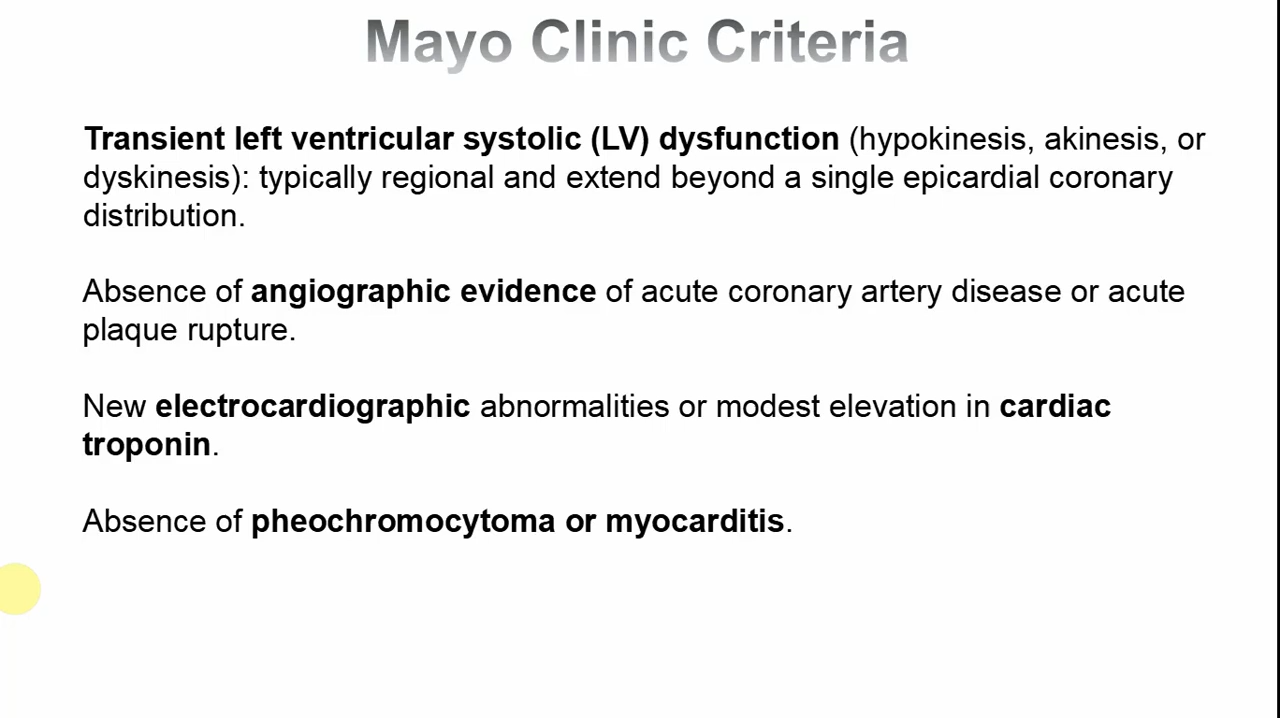 Mayo Clinic Criteria
Transient left ventricular systolic (LV) dysfunction (hypokinesis, akinesis, or
dyskinesis): typically regional and extend beyond a single epicardial coronary
distribution.
Absence of angiographic evidence of acute coronary artery disease or acute
plaque rupture.
New electrocardiographic abnormalities or modest elevation in cardiac
troponin.
Absence of pheochromocytoma or myocarditis.